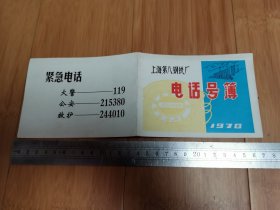 紧急电话
火警——119
公安——215380
救护——244010
上海第八钢铁厂
电话号簿
1978